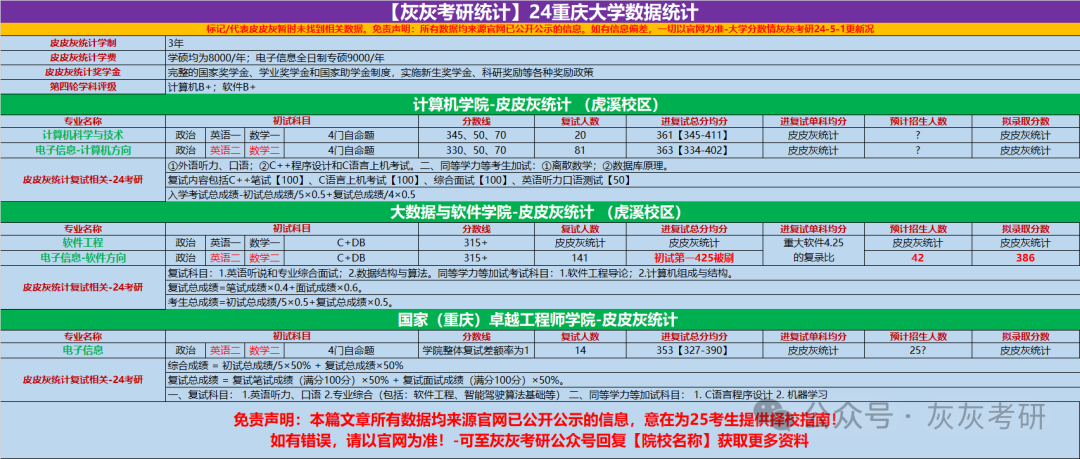 【灰灰考研统计】24重庆大学数据统计
标记/代表皮皮灰暂时未找到相关数据。免责声明：所有数据均来源官网已公开公示的信息。如有信息偏差，一切以官网为准-大学分数情灰灰考研24-5-1更新况
皮皮灰统计学制 3年
皮皮灰统计学费 学硕均为8000/年；电子信息全日制专硕9000/年
皮皮灰统计奖学金 完整的国家奖学金、学业奖学金和国家助学金制度，实施新生奖学金、科研奖励等各种奖励政策
第四轮学科评级 计算机B+；软件B+
计算机学院-皮皮灰统计 （虎溪校区）
专业名称 初试科目 分数线 复试人数 进复试总分均分 进复试单科均分 预计招生人数 拟录取分数
计算机科学与技术 政治 英语一 数学一 4门自命题 345、50、70 20 361【345-411】 皮皮灰统计 ? 皮皮灰统计
电子信息-计算机方向 政治 英语二 数学二 4门自命题 330、50、70 81 363【334-402】 皮皮灰统计 ? 皮皮灰统计
皮皮灰统计复试相关-24考研
①外语听力、口语；②C++程序设计和C语言上机考试。二、同等学力等考生加试：①离散数学；②数据库原理。
复试内容包括C++笔试【100】、C语言上机考试【100】、综合面试【100】、英语听力口语测试【50】
入学考试总成绩-初试总成绩/5×0.5+复试总成绩/4×0.5
大数据与软件学院-皮皮灰统计 （虎溪校区）
专业名称 初试科目 分数线 复试人数 进复试总分均分 进复试单科均分 预计招生人数 拟录取分数
软件工程 政治 英语一 数学一 C+DB 315+ 皮皮灰统计 皮皮灰统计 重大软件4.25 皮皮灰统计 皮皮灰统计
电子信息-软件方向 政治 英语二 数学二 C+DB 315+ 141 初试第一425被刷 的复录比 42 386
皮皮灰统计复试相关-24考研
复试科目：1.英语听说和专业综合面试；2.数据结构与算法。同等学力等加试考试科目：1.软件工程导论；2.计算机组成与结构。
复试总成绩=笔试成绩×0.4+面试成绩×0.6。
考生总成绩=初试总成绩/5×0.5+复试总成绩×0.5。
国家（重庆）卓越工程师学院-皮皮灰统计
专业名称 初试科目 分数线 复试人数 进复试总分均分 进复试单科均分 预计招生人数 拟录取分数
电子信息 政治 英语二 数学二 4门自命题 学院整体复试差额率为1 14 353【327-390】 皮皮灰统计 25? 皮皮灰统计
皮皮灰统计复试相关-24考研
综合成绩 = 初试总成绩/5×50% + 复试总成绩×50%
复试总成绩 = 复试笔试成绩（满分100分）×50% + 复试面试成绩（满分100分）×50%。
一、复试科目： 1.英语听力、口语 2.专业综合（包括：软件工程、智能驾驶算法基础等） 二、同等学力等加试科目： 1. C语言程序设计 2. 机器学习
免责声明：本篇文章所有数据均来源官网已公开公示的信息，意在为25考生提供择校指南！
如有错误，请以官网为准！-可至灰灰考研公众号回复【院校名称】获取更多资料
公众号 · 灰灰考研